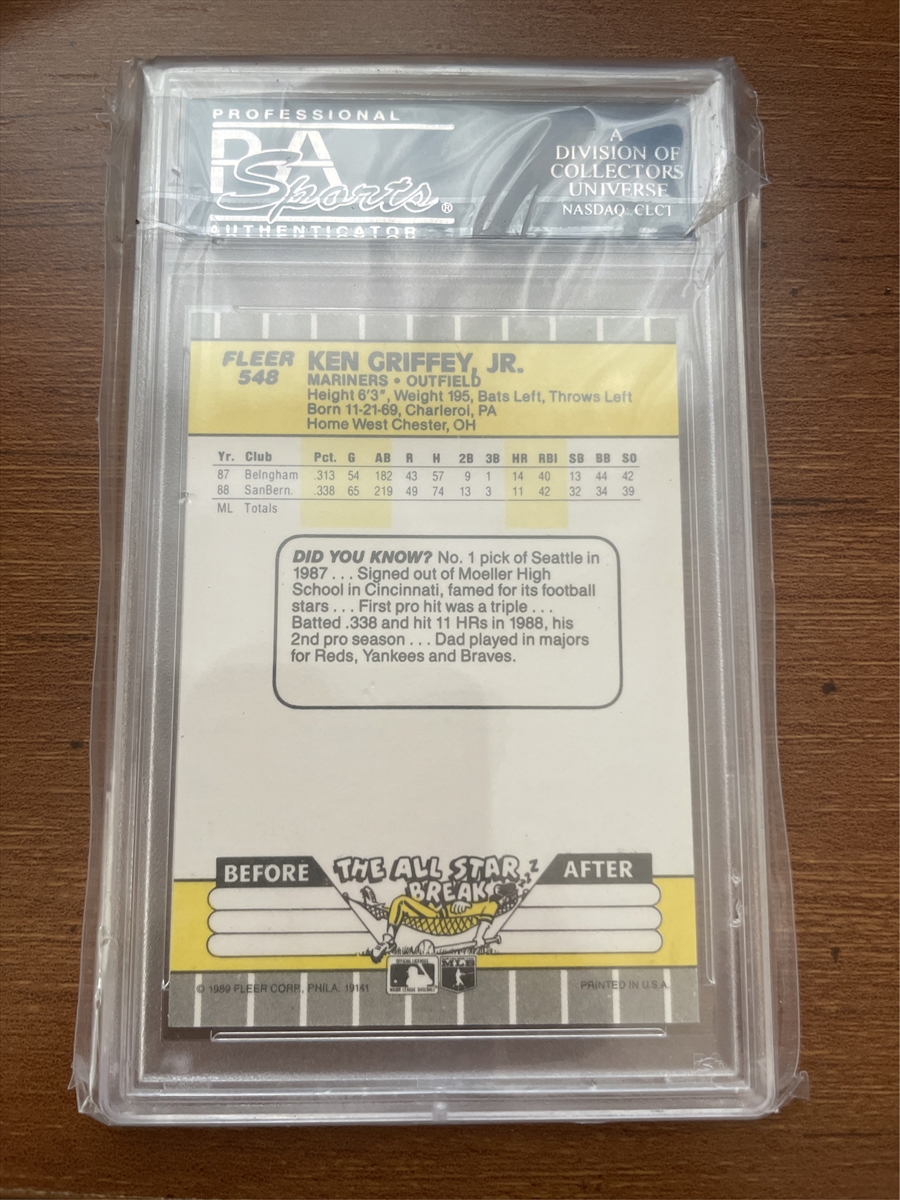 PROFESSIONAL
PSA
Sports®
AUTHENTICATOR
A
DIVISION OF
COLLECTORS
UNIVERSE
NASDAQ: CLCT
FLEER
548
KEN GRIFFEY, JR.
MARINERS • OUTFIELD
Height 6'3", Weight 195, Bats Left, Throws Left
Born 11-21-69, Charleroi, PA
Home West Chester, OH
Yr. Club Pct. G AB R H 2B 3B HR RBI SB BB SO
87 Belngham .313 54 182 43 57 9 1 14 40 13 44 42
88 SanBern. .338 65 219 49 74 13 3 11 42 32 34 39
ML Totals
DID YOU KNOW? No. 1 pick of Seattle in
1987 . . . Signed out of Moeller High
School in Cincinnati, famed for its football
stars . . . First pro hit was a triple . . .
Batted .338 and hit 11 HRs in 1988, his
2nd pro season . . . Dad played in majors
for Reds, Yankees and Braves.
BEFORE
THE ALL STAR
BREAK
ZZZ
AFTER
OFFICIAL LICENSEE
MAJOR LEAGUE BASEBALL
© 1989 FLEER CORP., PHILA. 19141
PRINTED IN U.S.A.